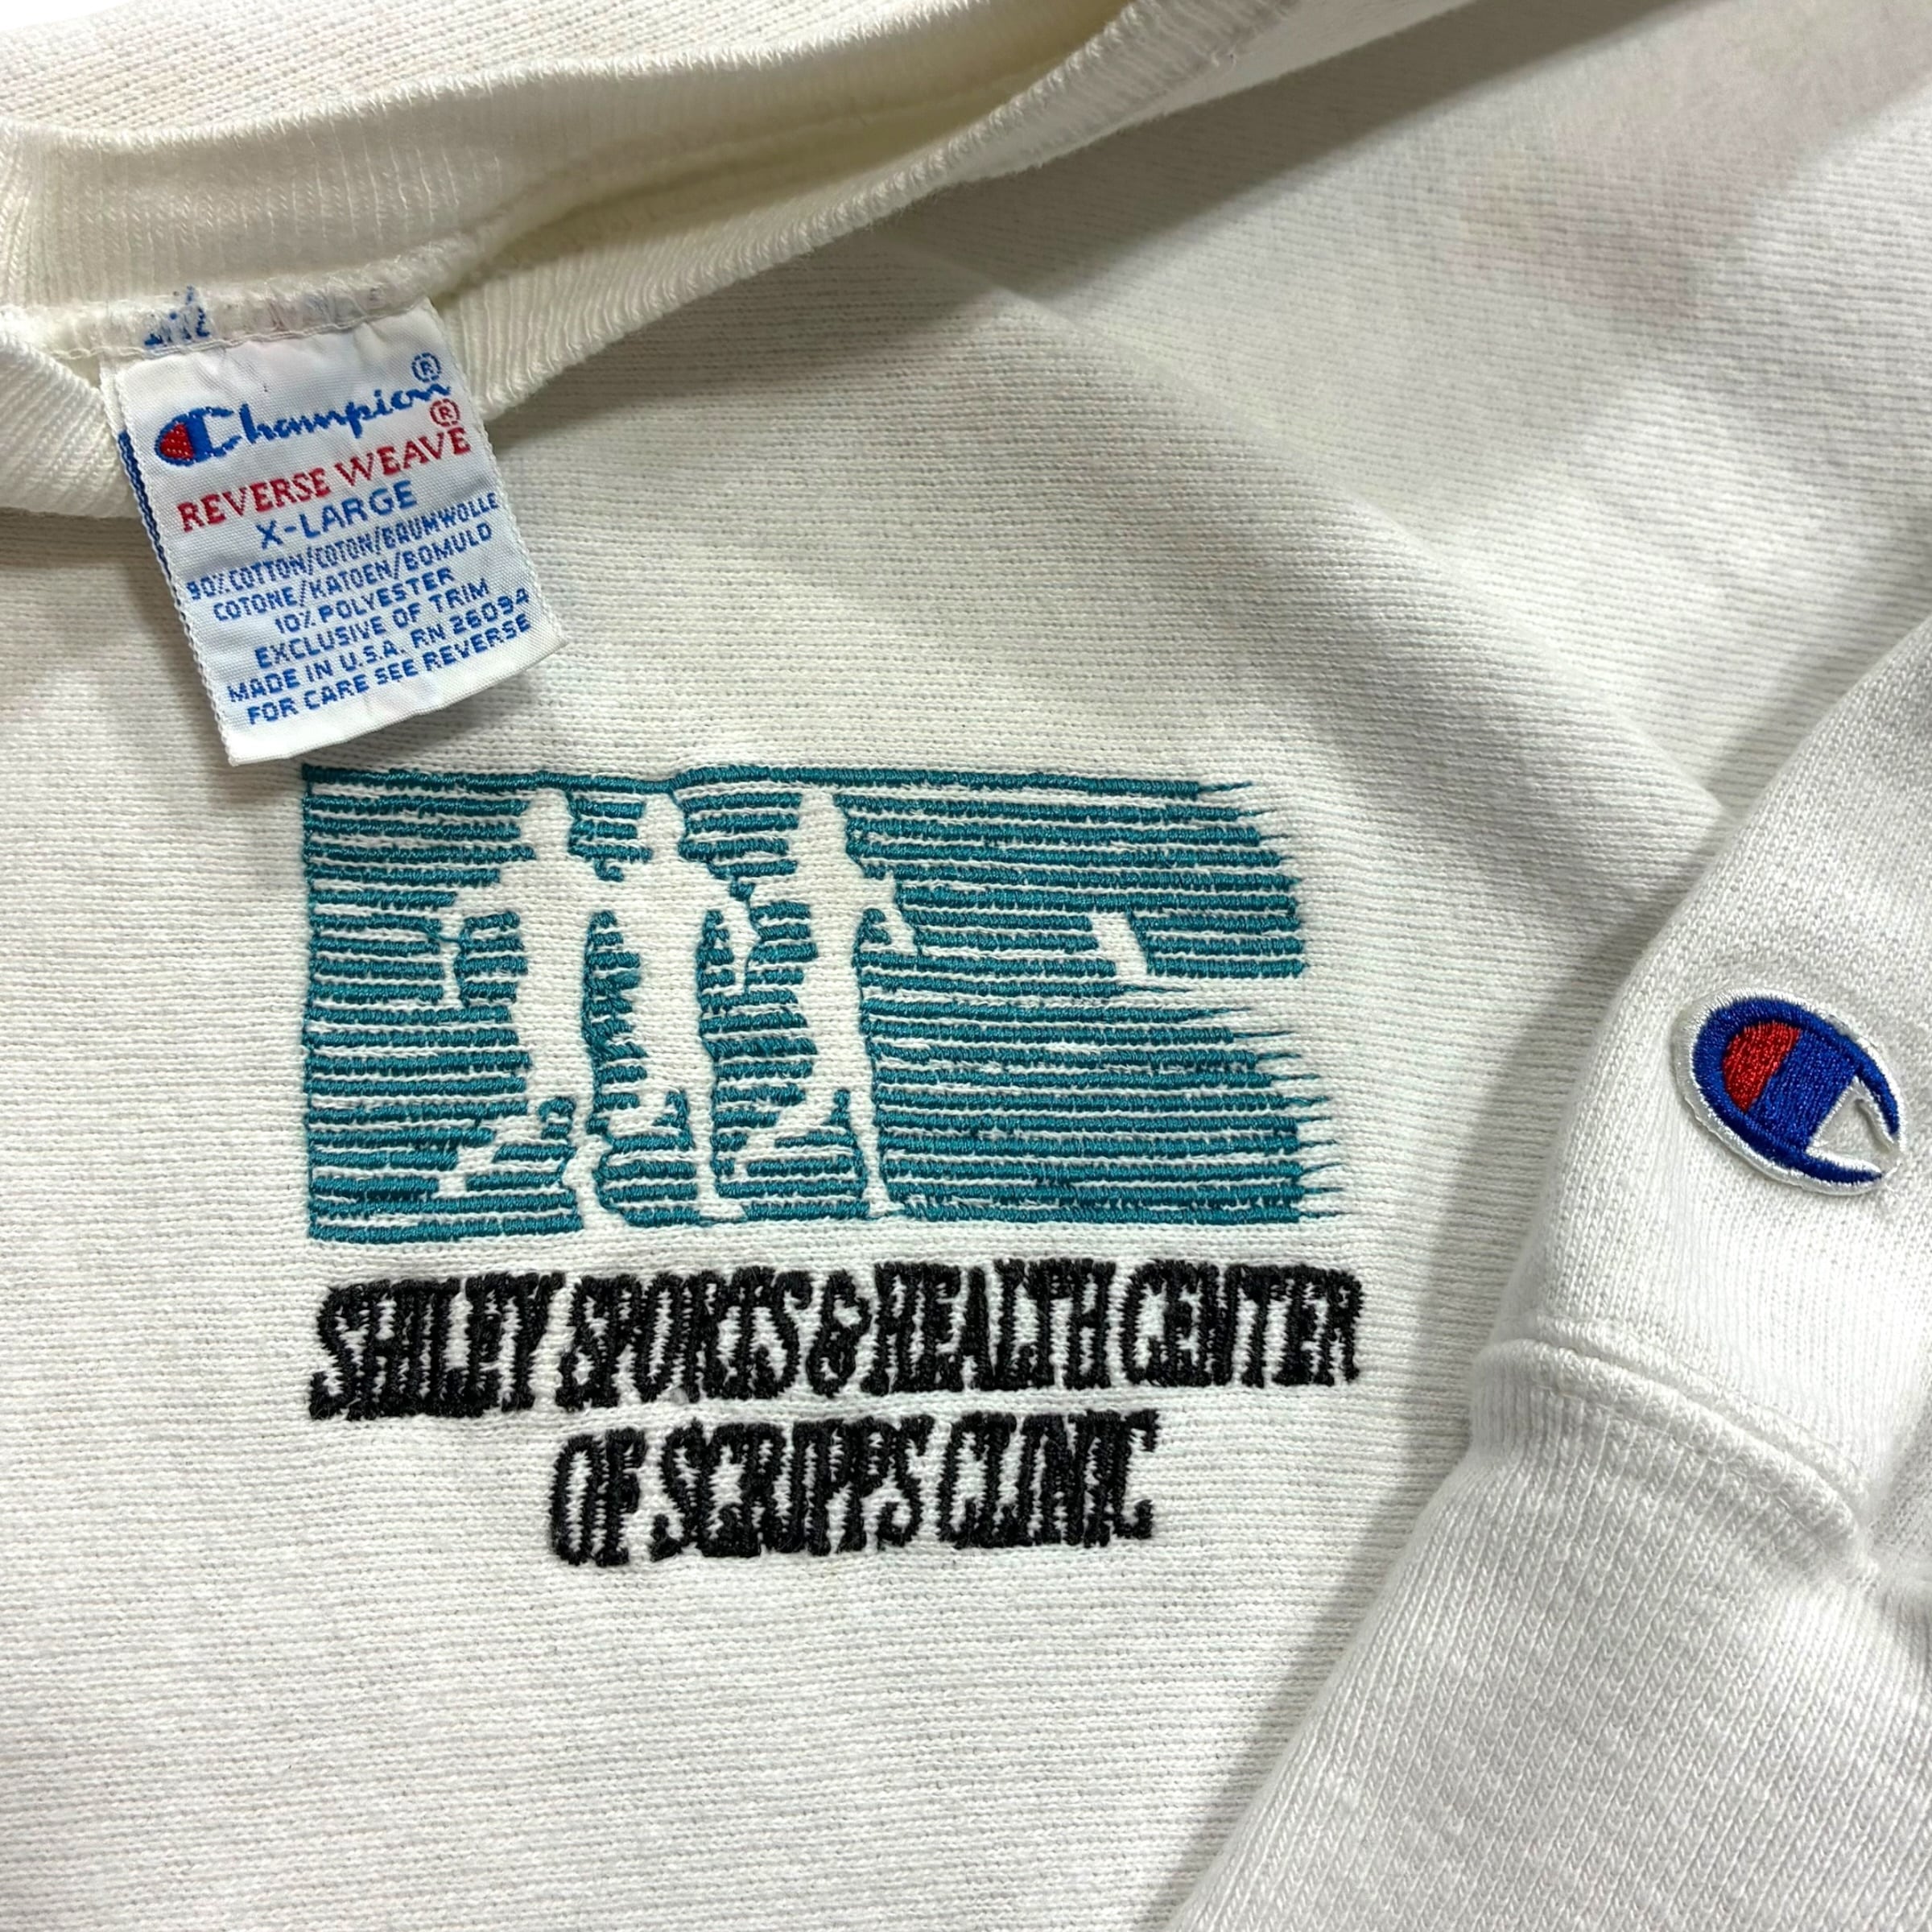 Champion®
REVERSE WEAVE®
X-LARGE
90% COTTON/COTON/BAUMWOLLE
COTONE/KATOEN/BOMULD
10% POLYESTER
EXCLUSIVE OF TRIM
MADE IN U.S.A. RN 26094
FOR CARE SEE REVERSE
SHILEY SPORTS & HEALTH CENTER
OF SCRIPPS CLINIC